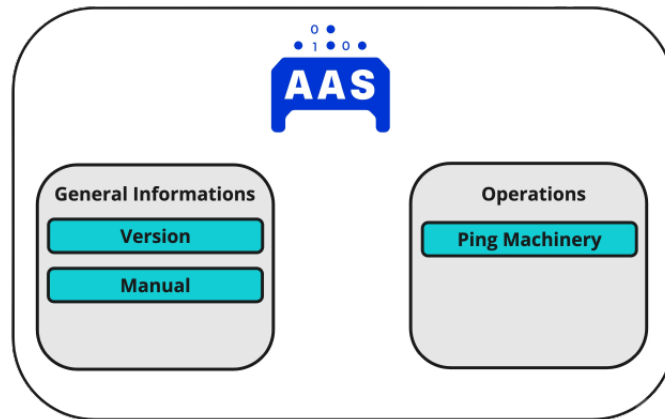 0
1 0
AAS
General Informations
Version
Manual
Operations
Ping Machinery